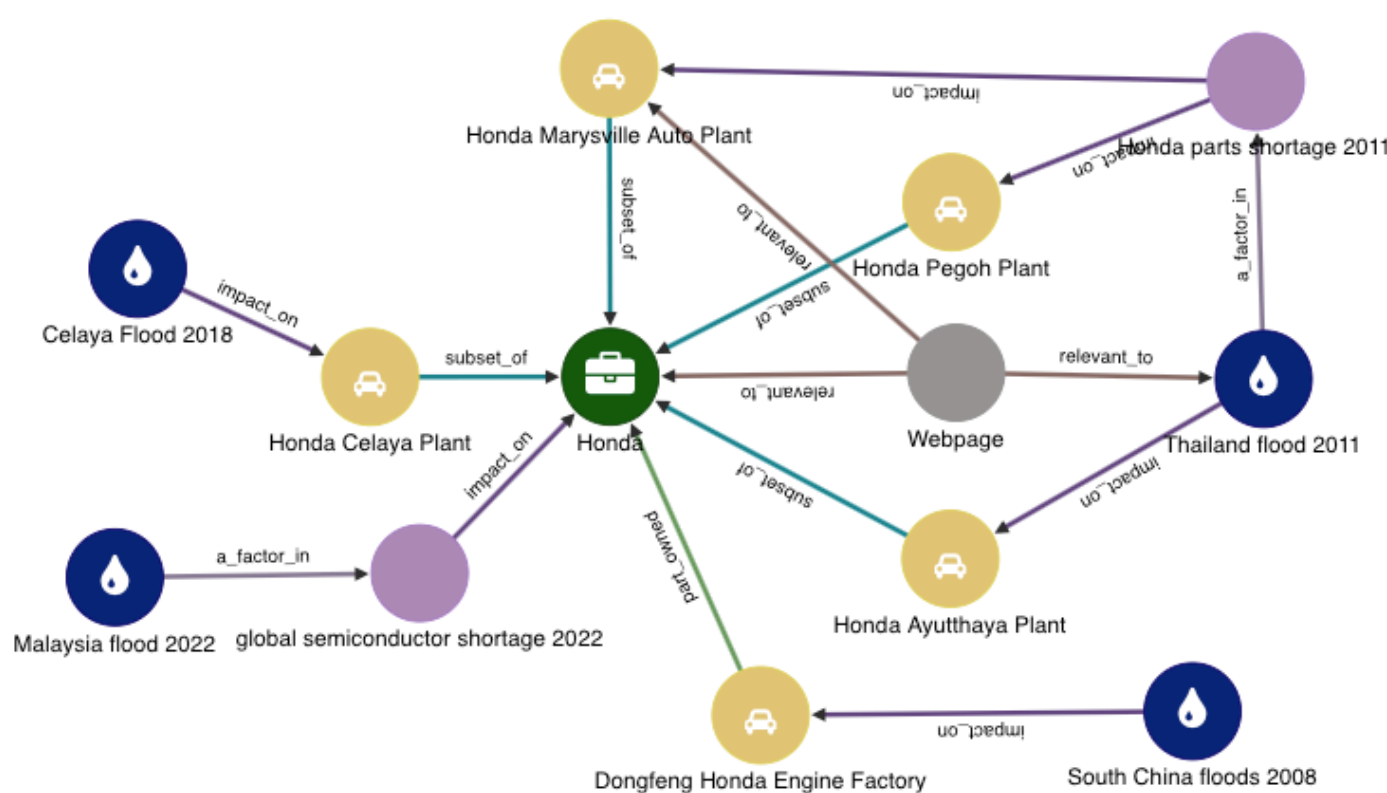 impact_on
Honda Marysville Auto Plant
Honda parts shortage 2011
impact_on
subset_of
relevant_to
a_factor_in
Honda Pegoh Plant
Celaya Flood 2018
impact_on
subset_of
subset_of
relevant_to
relevant_to
Honda Celaya Plant
Honda
Webpage
Thailand flood 2011
impact_on
subset_of
impact_on
a_factor_in
part_owned
Malaysia flood 2022
global semiconductor shortage 2022
Honda Ayutthaya Plant
impact_on
Dongfeng Honda Engine Factory
South China floods 2008